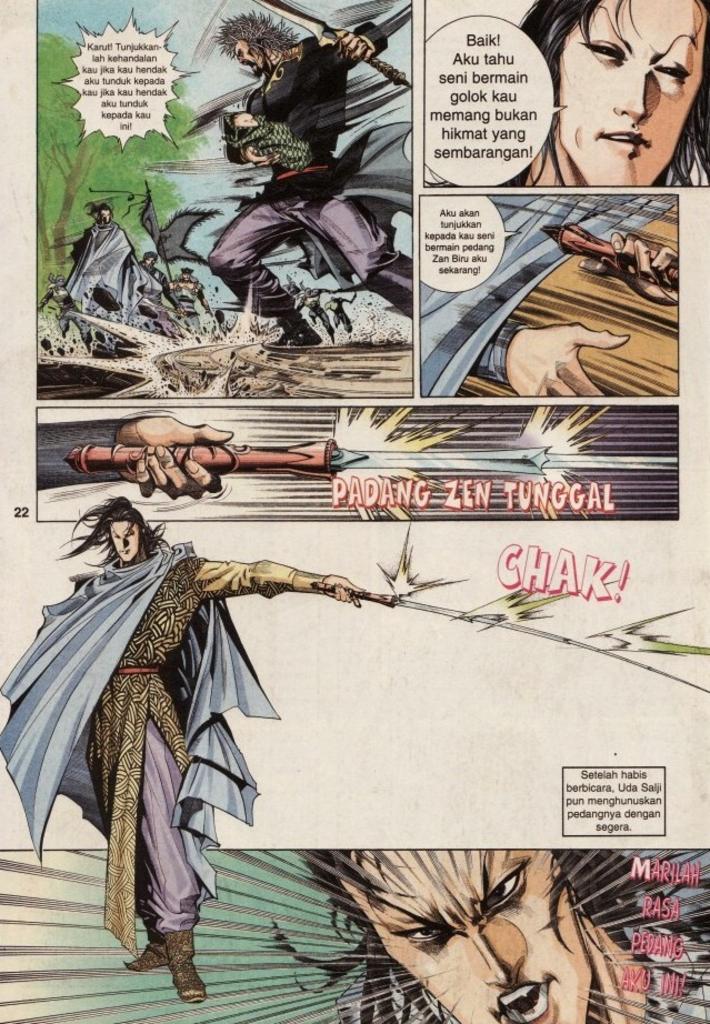 Karut! Tunjukkan-
lah kehandalan
kau jika kau hendak
aku tunduk kepada
kau jika kau hendak
aku tunduk
kepada kau
ini!
Baik!
Aku tahu
seni bermain
golok kau
memang bukan
hikmat yang
sembarangan!
Aku akan
tunjukkan
kepada kau seni
bermain pedang
Zan Biru aku
sekarang!
PADANG ZEN TUNGGAL
22
CHAK!
Setelah habis
berbicara, Uda Salji
pun menghunuskan
pedangnya dengan
segera.
MARILAH
RASA
PEDANG
AKU INI!